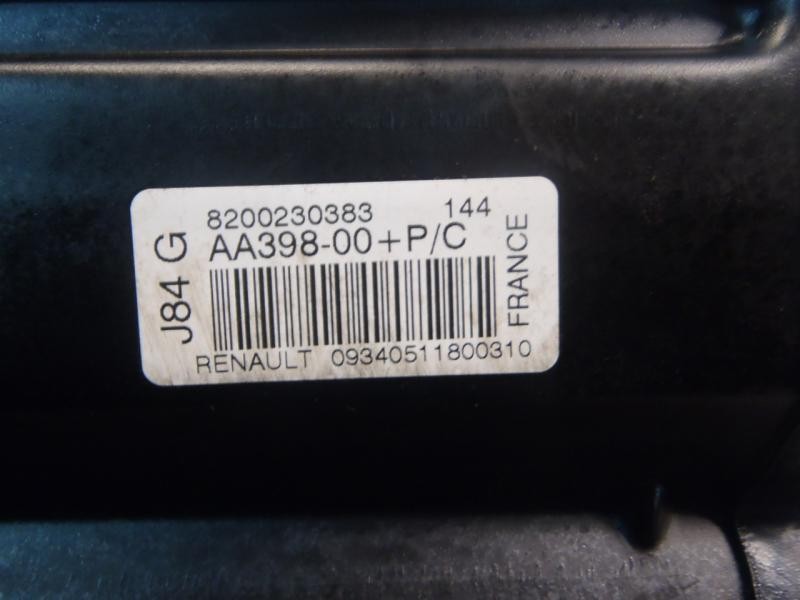 J84 G
8200230383 144
AA398-00+P/C
RENAULT 09340511800310
FRANCE